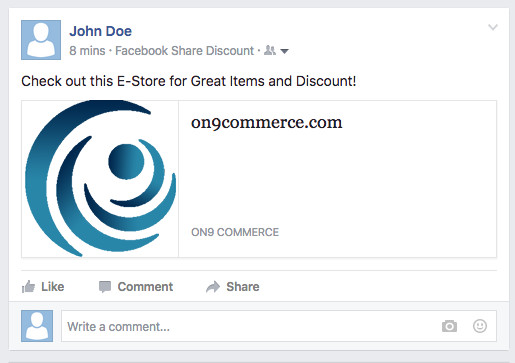 John Doe
8 mins · Facebook Share Discount ·
Check out this E-Store for Great Items and Discount!
on9commerce.com
ON9 COMMERCE
Like Comment Share
Write a comment...